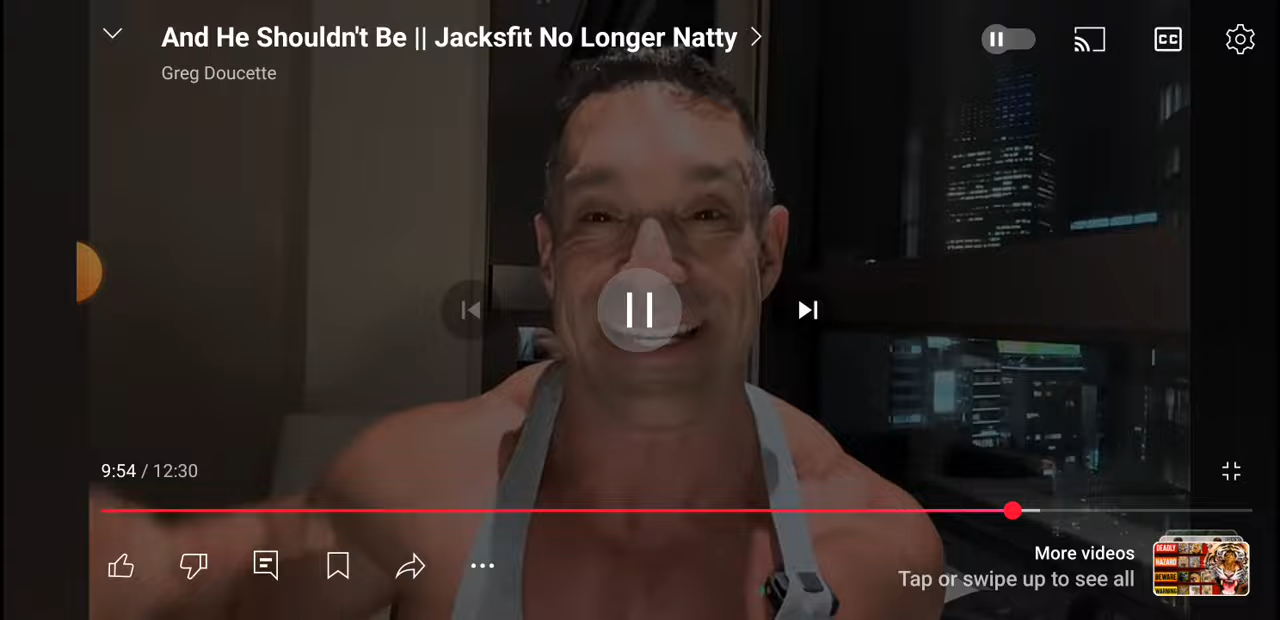 And He Shouldn't Be || Jacksfit No Longer Natty
Greg Doucette
CC
9:54 / 12:30
More videos
Tap or swipe up to see all
DEADLY
HAZARD
BEWARE
WARNING